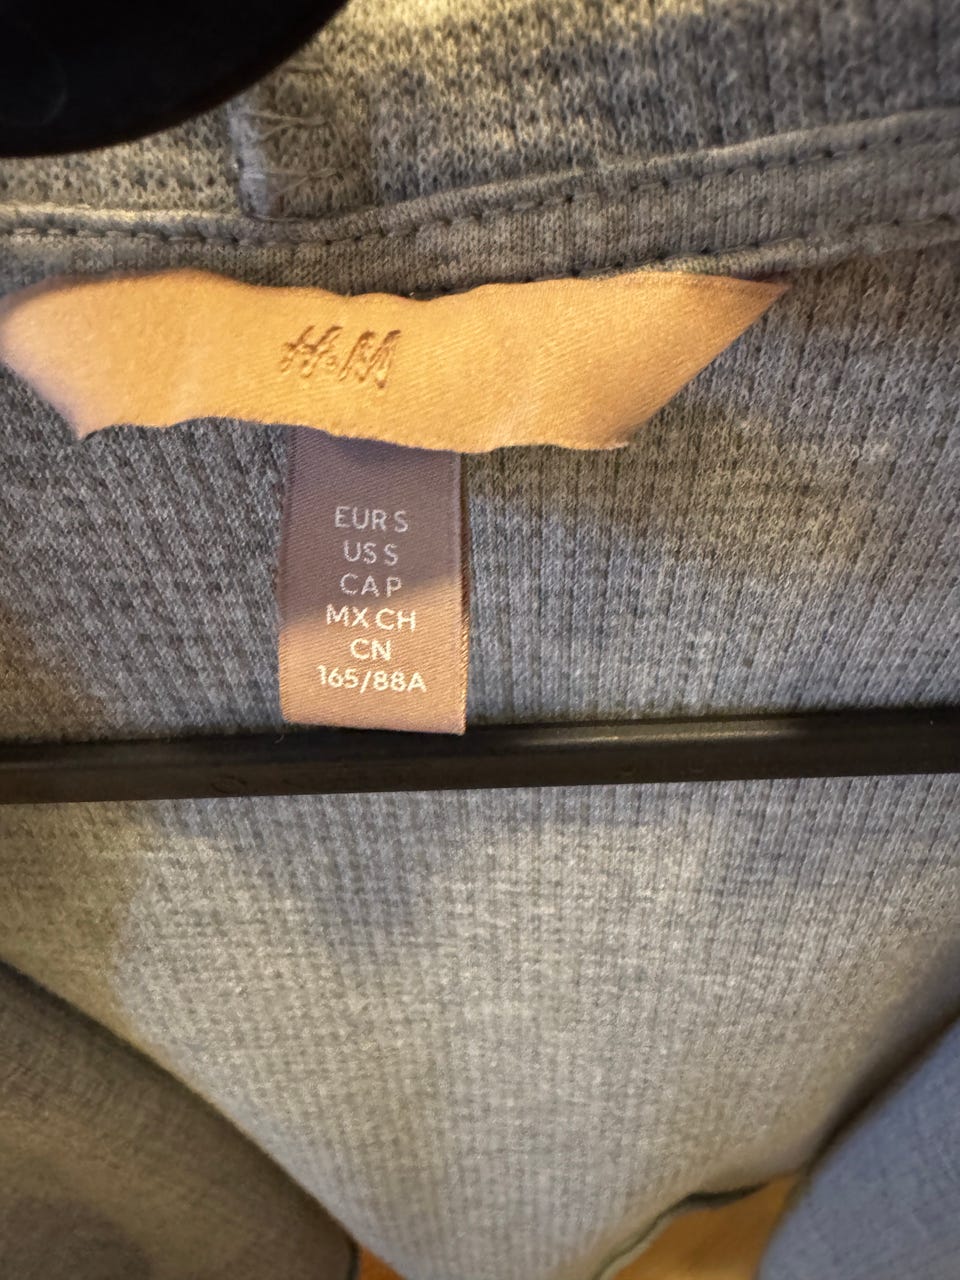 H&M
EUR S
US S
CA P
MX CH
CN
165/88A